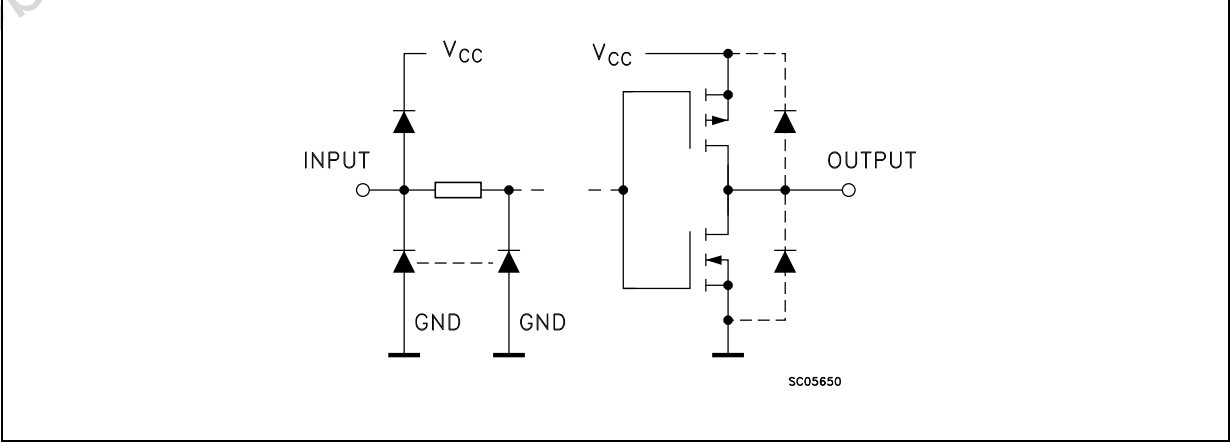 VCC
VCC
INPUT
OUTPUT
GND
GND
SC05650